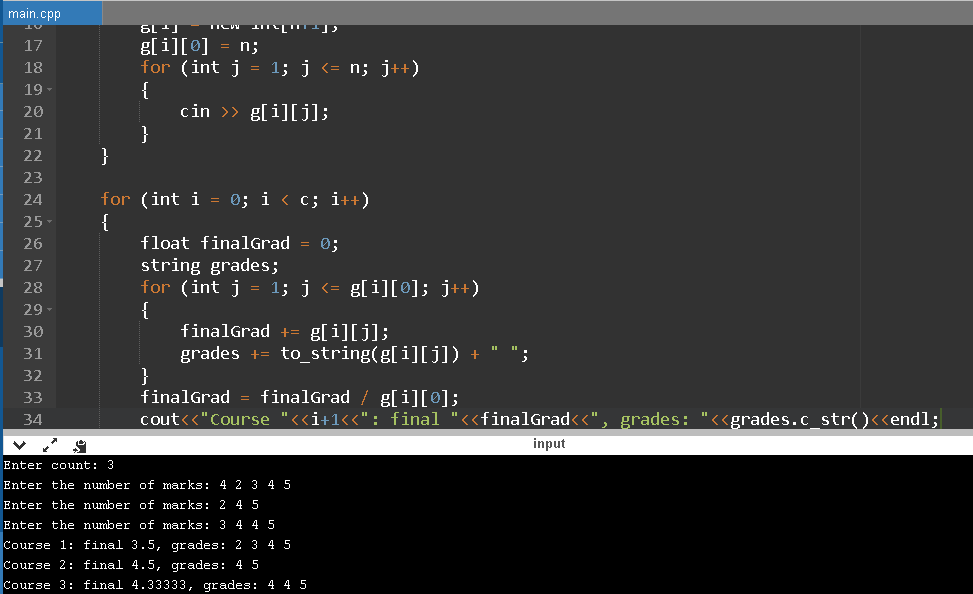 main.cpp
16 g[i] = new int[n+1];
17 g[i][0] = n;
18 for (int j = 1; j <= n; j++)
19 {
20 cin >> g[i][j];
21 }
22 }
23
24 for (int i = 0; i < c; i++)
25 {
26 float finalGrad = 0;
27 string grades;
28 for (int j = 1; j <= g[i][0]; j++)
29 {
30 finalGrad += g[i][j];
31 grades += to_string(g[i][j]) + " ";
32 }
33 finalGrad = finalGrad / g[i][0];
34 cout<<"Course "<<i+1<<": final "<<finalGrad<<", grades: "<<grades.c_str()<<endl;
input
Enter count: 3
Enter the number of marks: 4 2 3 4 5
Enter the number of marks: 2 4 5
Enter the number of marks: 3 4 4 5
Course 1: final 3.5, grades: 2 3 4 5
Course 2: final 4.5, grades: 4 5
Course 3: final 4.33333, grades: 4 4 5